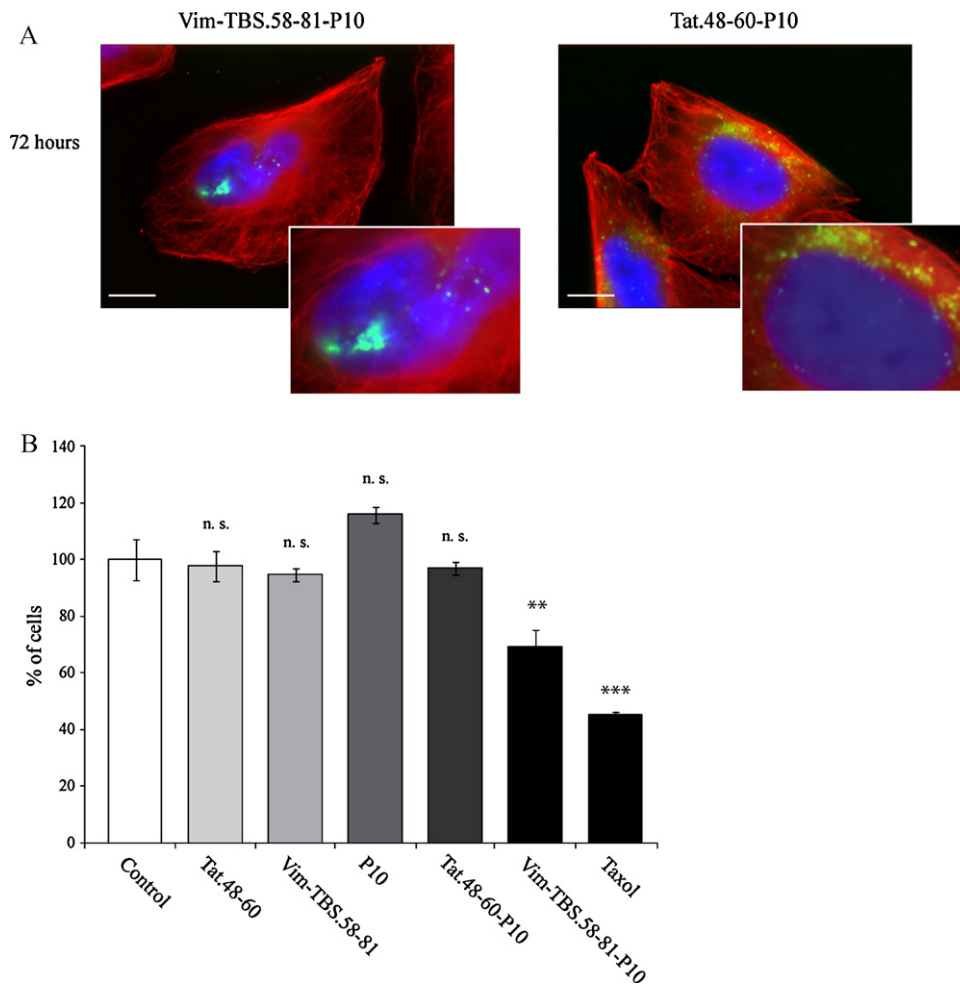 Vim-TBS.58-81-P10
Tat.48-60-P10
A
72 hours
B
% of cells
140
120
100
80
60
40
20
0
n. s.
n. s.
n. s.
n. s.
**
***
Control
Tat.48-60
Vim-TBS.58-81
P10
Tat.48-60-P10
Vim-TBS.58-81-P10
Taxol